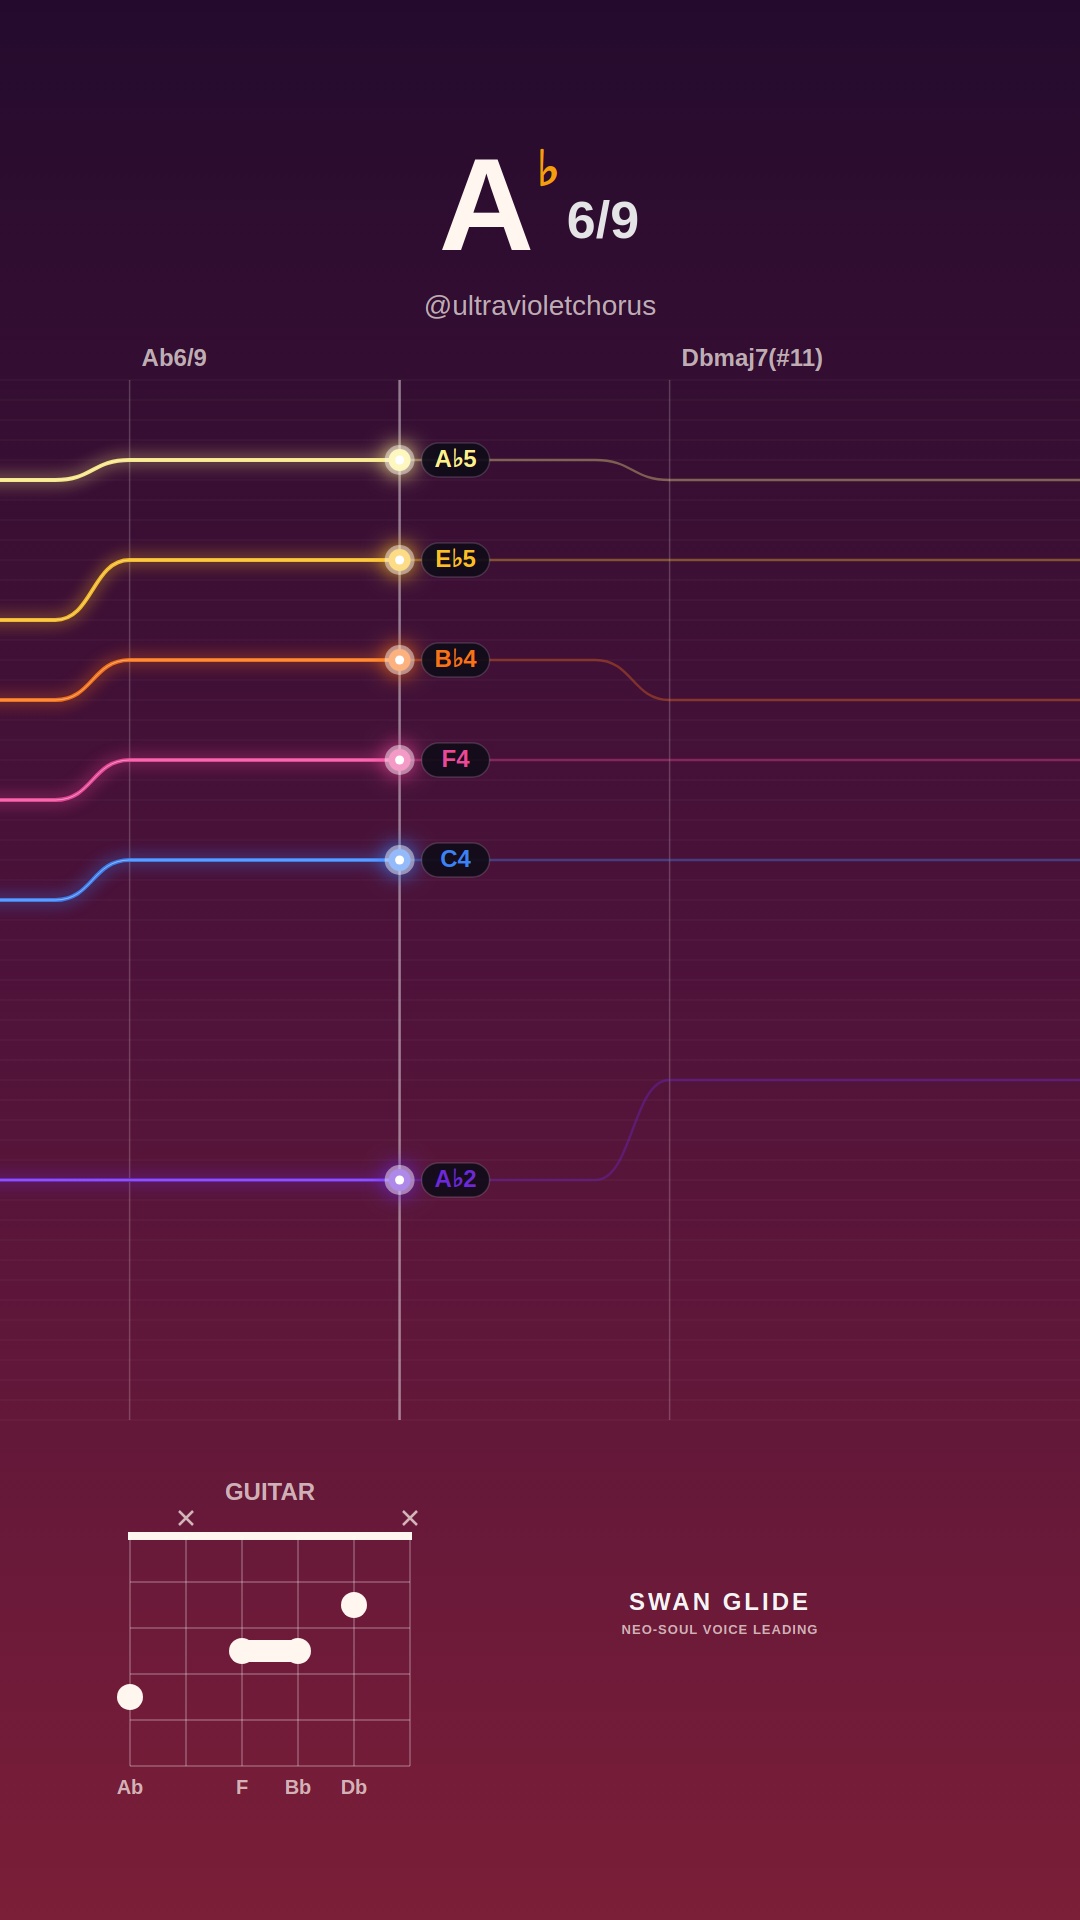 A♭6/9
@ultravioletchorus
Ab6/9
Dbmaj7(#11)
A♭5
E♭5
B♭4
F4
C4
A♭2
GUITAR
× ×
SWAN GLIDE
NEO-SOUL VOICE LEADING
Ab F Bb Db